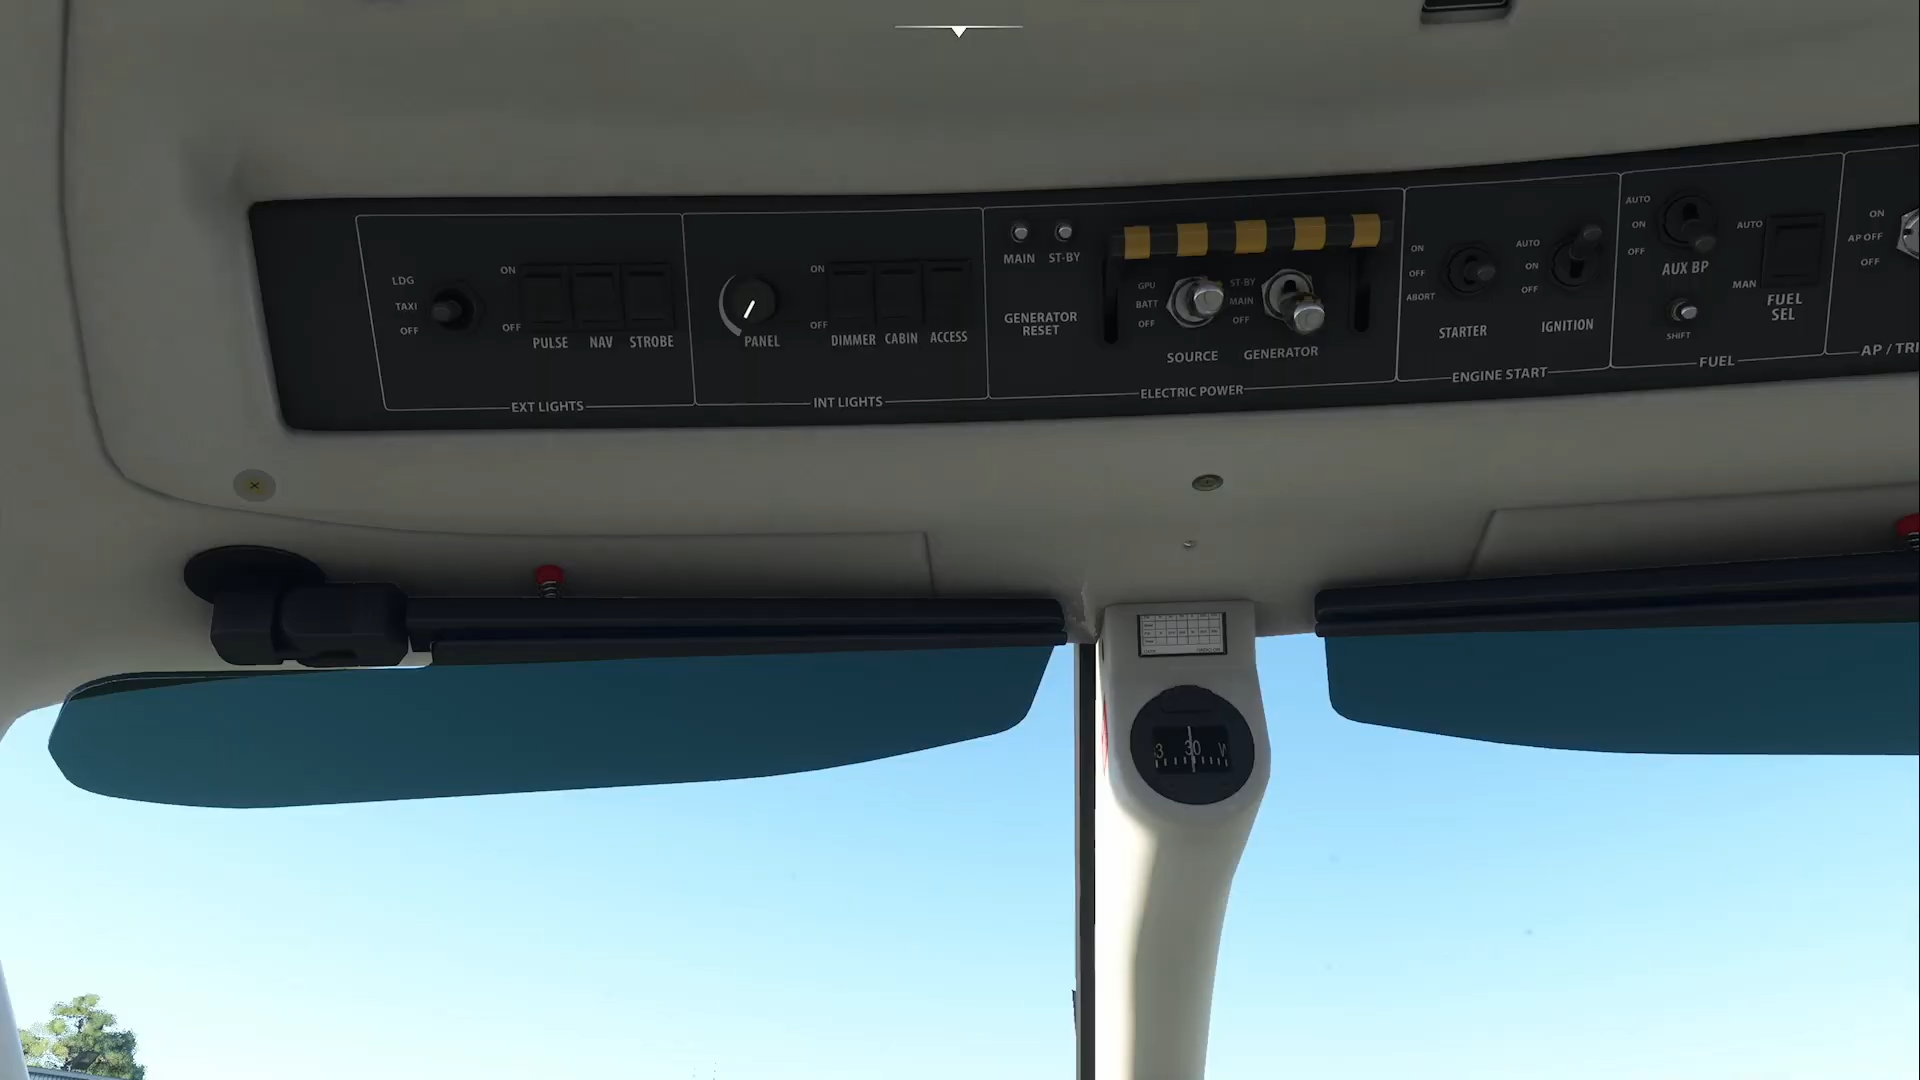 LDG
TAXI
OFF
ON
OFF
PULSE
NAV
STROBE
EXT LIGHTS
PANEL
ON
OFF
DIMMER
CABIN
ACCESS
INT LIGHTS
MAIN
ST-BY
GENERATOR
RESET
GPU
BATT
OFF
SOURCE
ST-BY
MAIN
OFF
GENERATOR
ELECTRIC POWER
ON
OFF
ABORT
STARTER
AUTO
ON
OFF
IGNITION
ENGINE START
AUTO
ON
OFF
AUX BP
SHIFT
AUTO
MAN
FUEL
SEL
FUEL
ON
AP OFF
OFF
AP / TRI
3 30 W